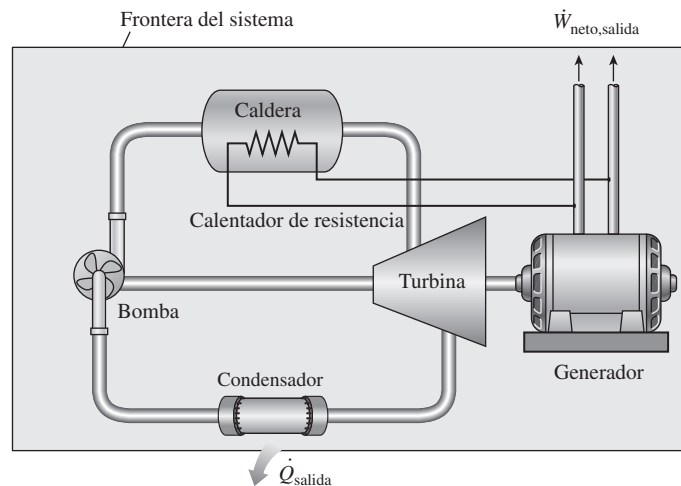 Frontera del sistema
Ẇneto,salida
Caldera
Calentador de resistencia
Turbina
Bomba
Condensador
Generador
Q̇salida